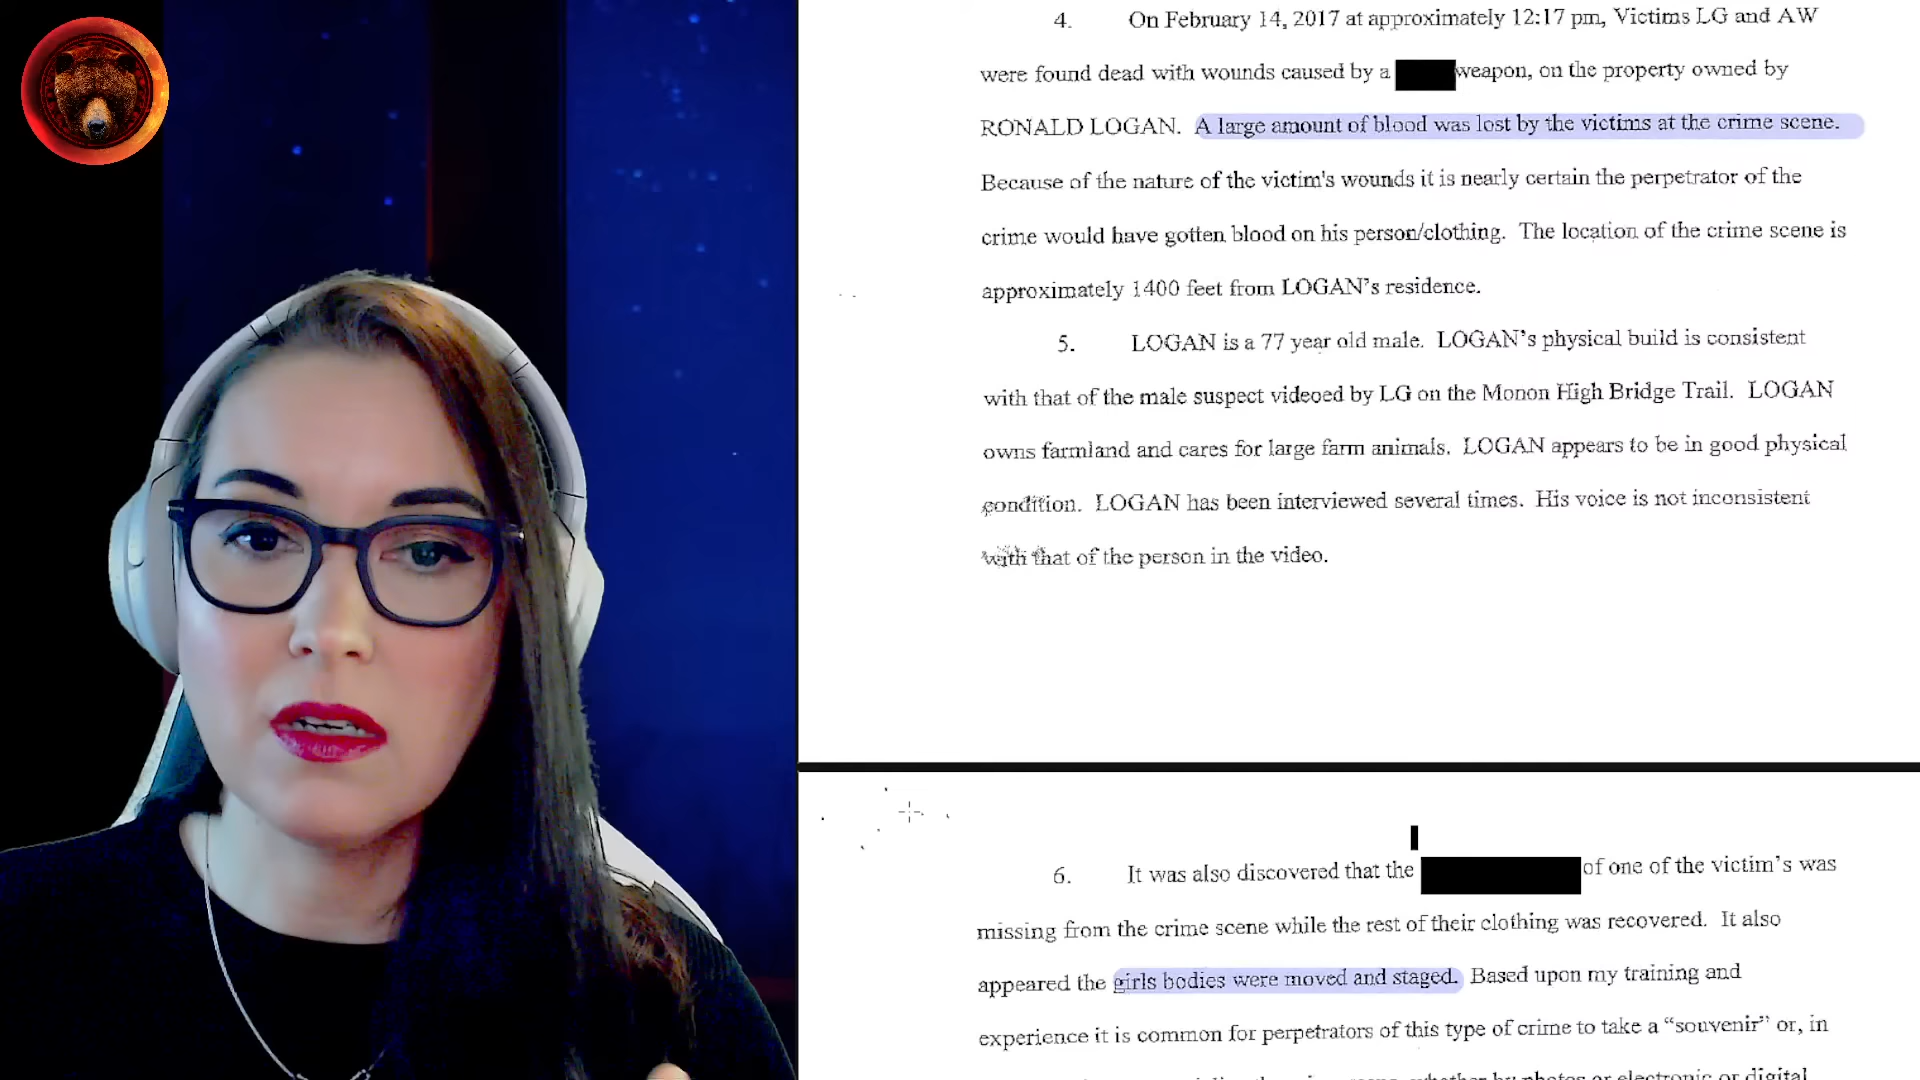 4. On February 14, 2017 at approximately 12:17 pm, Victims LG and AW
were found dead with wounds caused by a weapon, on the property owned by
RONALD LOGAN. A large amount of blood was lost by the victims at the crime scene.
Because of the nature of the victim's wounds it is nearly certain the perpetrator of the
crime would have gotten blood on his person/clothing. The location of the crime scene is
approximately 1400 feet from LOGAN's residence.
5. LOGAN is a 77 year old male. LOGAN's physical build is consistent
with that of the male suspect videoed by LG on the Monon High Bridge Trail. LOGAN
owns farmland and cares for large farm animals. LOGAN appears to be in good physical
condition. LOGAN has been interviewed several times. His voice is not inconsistent
with that of the person in the video.
6. It was also discovered that the of one of the victim's was
missing from the crime scene while the rest of their clothing was recovered. It also
appeared the girls bodies were moved and staged. Based upon my training and
experience it is common for perpetrators of this type of crime to take a "souvenir" or, in
whether by photos or electronic or digital